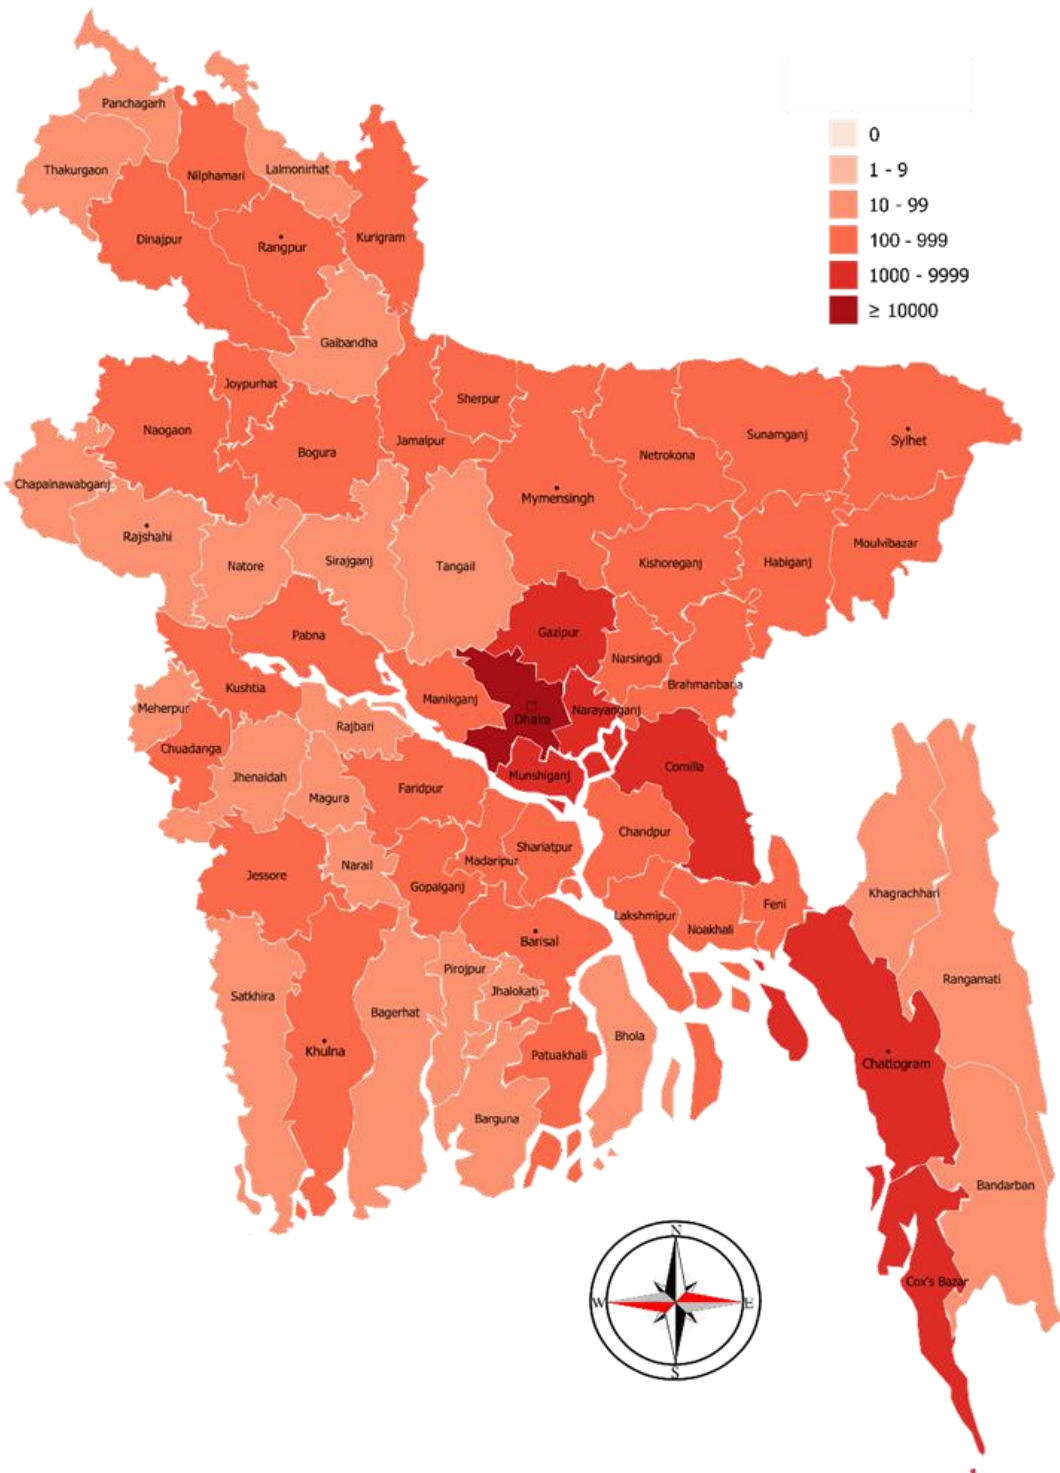 Panchagarh
Thakurgaon
Nilphamari
Lalmonirhat
Dinajpur
Rangpur
Kurigram
Gaibandha
0
1 - 9
10 - 99
100 - 999
1000 - 9999
≥ 10000
Joypurhat
Sherpur
Naogaon
Bogura
Jamalpur
Netrokona
Sunamganj
Sylhet
Chapainawabganj
Mymensingh
Rajshahi
Natore
Sirajganj
Tangail
Kishoreganj
Habiganj
Moulvibazar
Gazipur
Pabna
Narsingdi
Kushtia
Manikganj
Brahmanbaria
Meherpur
Rajbari
Dhaka
Narayanganj
Chuadanga
Jhenaidah
Magura
Faridpur
Munshiganj
Comilla
Jessore
Narail
Gopalganj
Madaripur
Shariatpur
Chandpur
Lakshmipur
Noakhali
Feni
Khagrachhari
Barisal
Satkhira
Pirojpur
Jhalokati
Rangamati
Bagerhat
Khulna
Patuakhali
Bhola
Chattogram
Barguna
Bandarban
N
W
E
S
Cox's Bazar